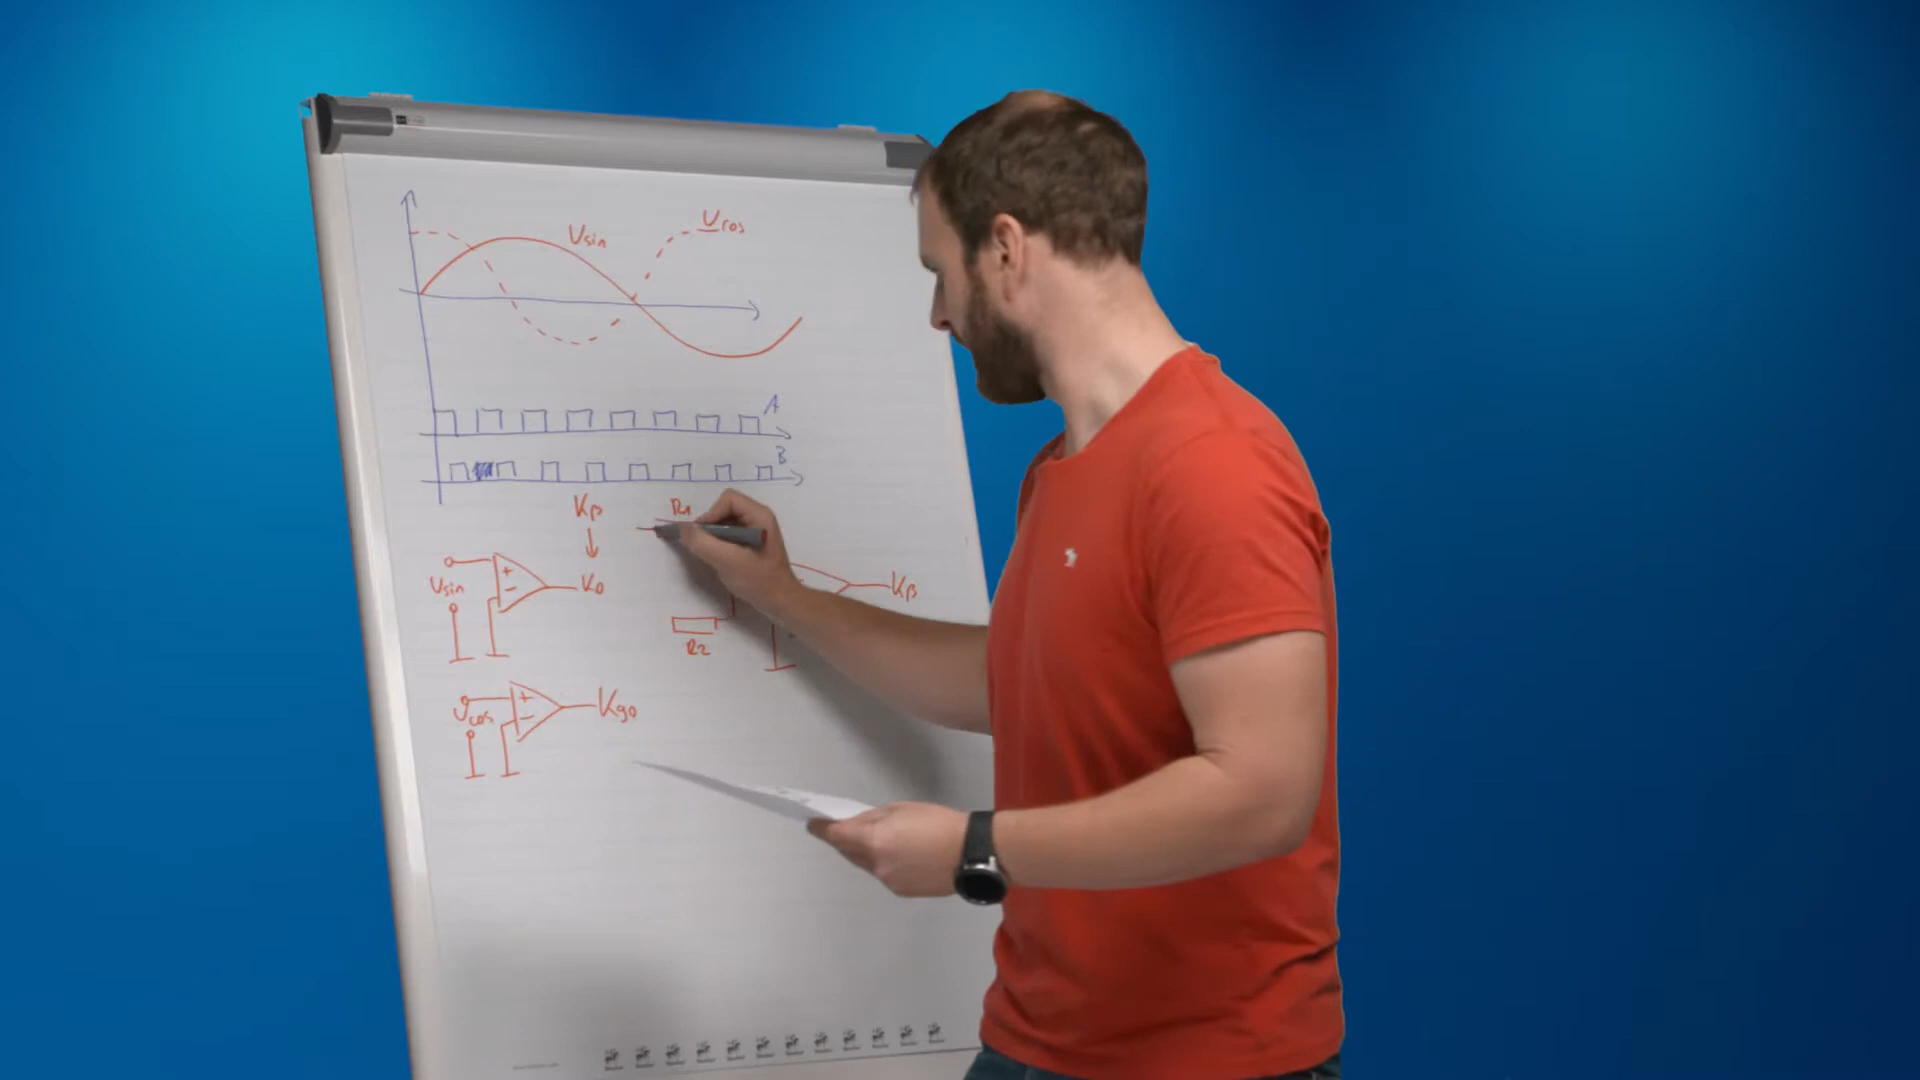 Usin
Ucos
A
B
Kβ
R1
Usin
+
-
K0
Kβ
R2
Ucos
+
-
K90